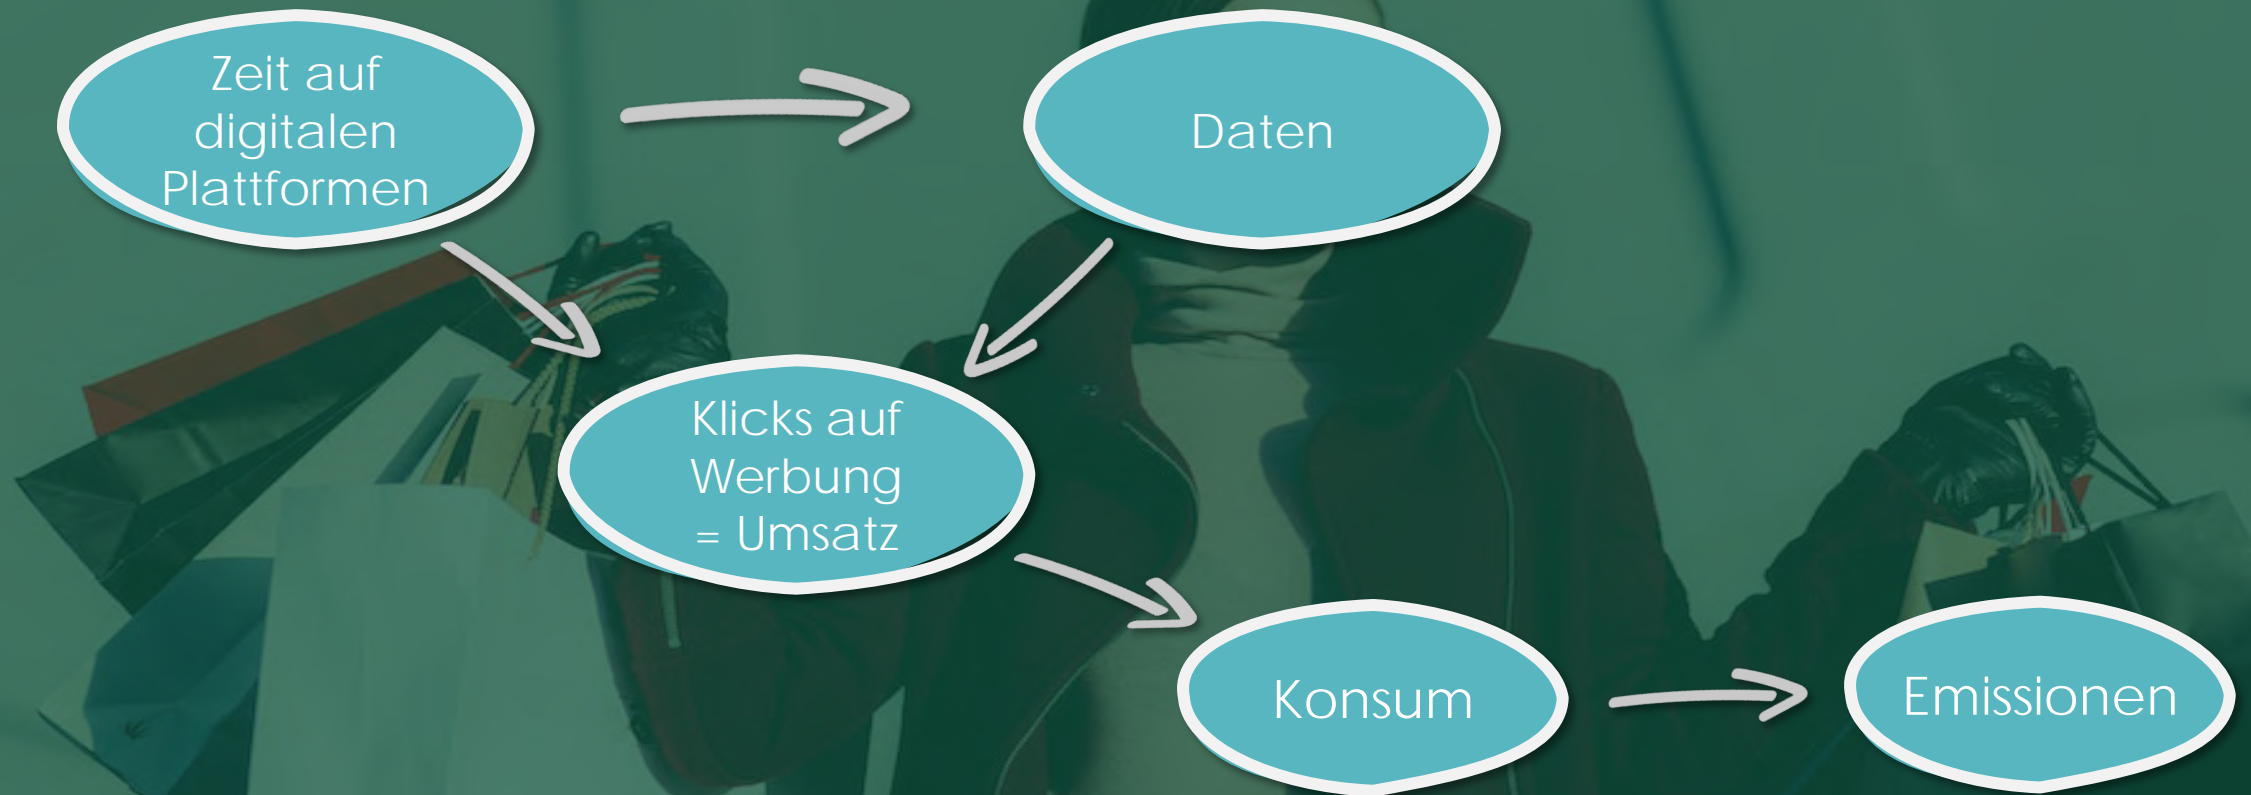 Zeit auf
digitalen
Plattformen
Daten
Klicks auf
Werbung
= Umsatz
Konsum
Emissionen